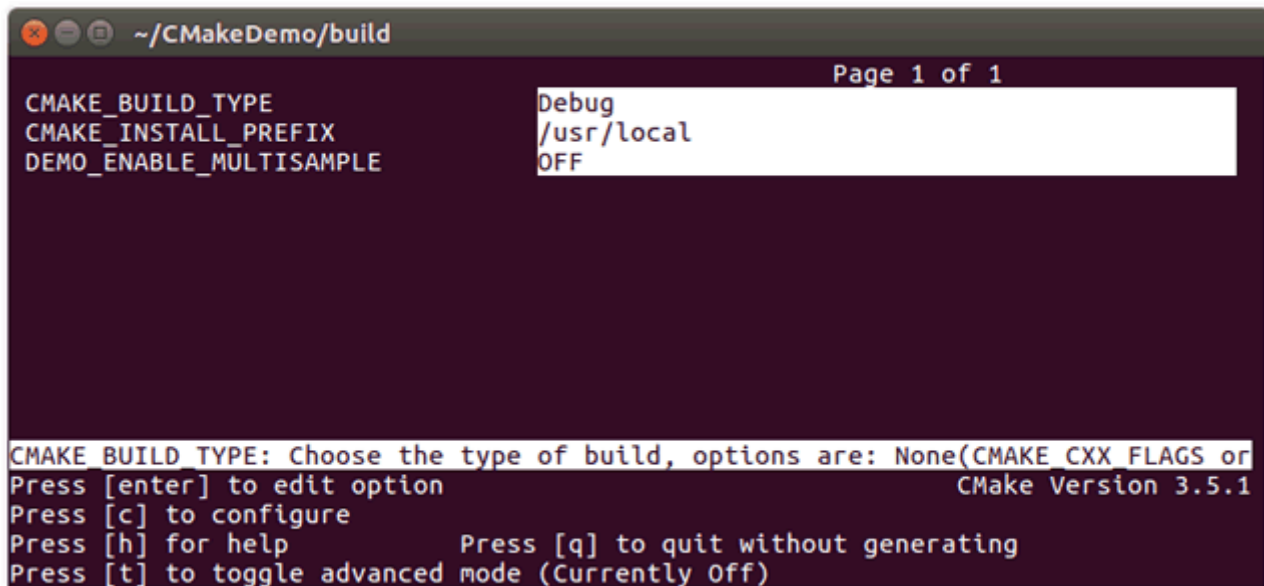 ~/CMakeDemo/build
Page 1 of 1
CMAKE_BUILD_TYPE Debug
CMAKE_INSTALL_PREFIX /usr/local
DEMO_ENABLE_MULTISAMPLE OFF
CMAKE_BUILD_TYPE: Choose the type of build, options are: None(CMAKE_CXX_FLAGS or
Press [enter] to edit option CMake Version 3.5.1
Press [c] to configure
Press [h] for help Press [q] to quit without generating
Press [t] to toggle advanced mode (Currently Off)